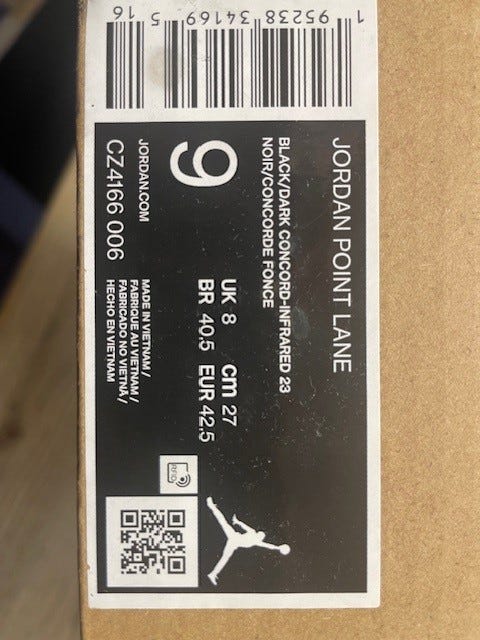 JORDAN POINT LANE
BLACK/DARK CONCORD-INFRARED 23
NOIR/CONCORDE FONCE
9
UK 8 cm 27
BR 40,5 EUR 42,5
JORDAN.COM
CZ4166 006
MADE IN VIETNAM /
FABRIQUE AU VIETNAM /
FABRICADO NO VIETNÃ /
HECHO EN VIETNAM
RFID
1 95238 34169 5 16